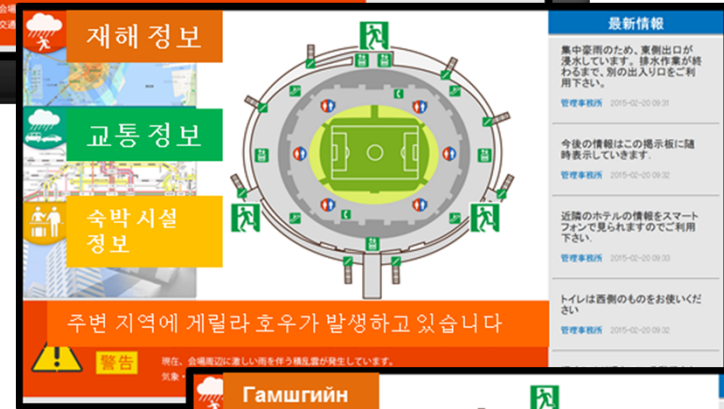 会場
交通
재해 정보
교통 정보
숙박 시설
정보
最新情報
集中豪雨のため、東側出口が
浸水しています。排水作業が終
わるまで、別の出入り口をご利
用下さい。
管理事務所 2015-02-20 09:31
今後の情報はこの掲示板に随
時表示していきます.
管理事務所 2015-02-20 09:32
近隣のホテルの情報をスマート
フォンで見られますのでご利用
下さい.
管理事務所 2015-02-20 09:33
トイレは西側のものをお使いくだ
さい
管理事務所 2015-02-20 09:32
주변 지역에 게릴라 호우가 발생하고 있습니다
警告
現在、会場周辺に激しい雨を伴う積乱雲が発生しています。
気象・
Гамшгийн